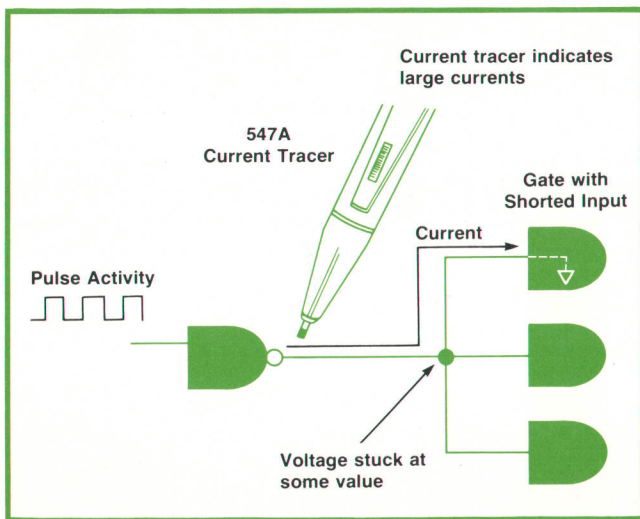 Current tracer indicates
large currents
547A
Current Tracer
Gate with
Shorted Input
Current
Pulse Activity
Voltage stuck at
some value